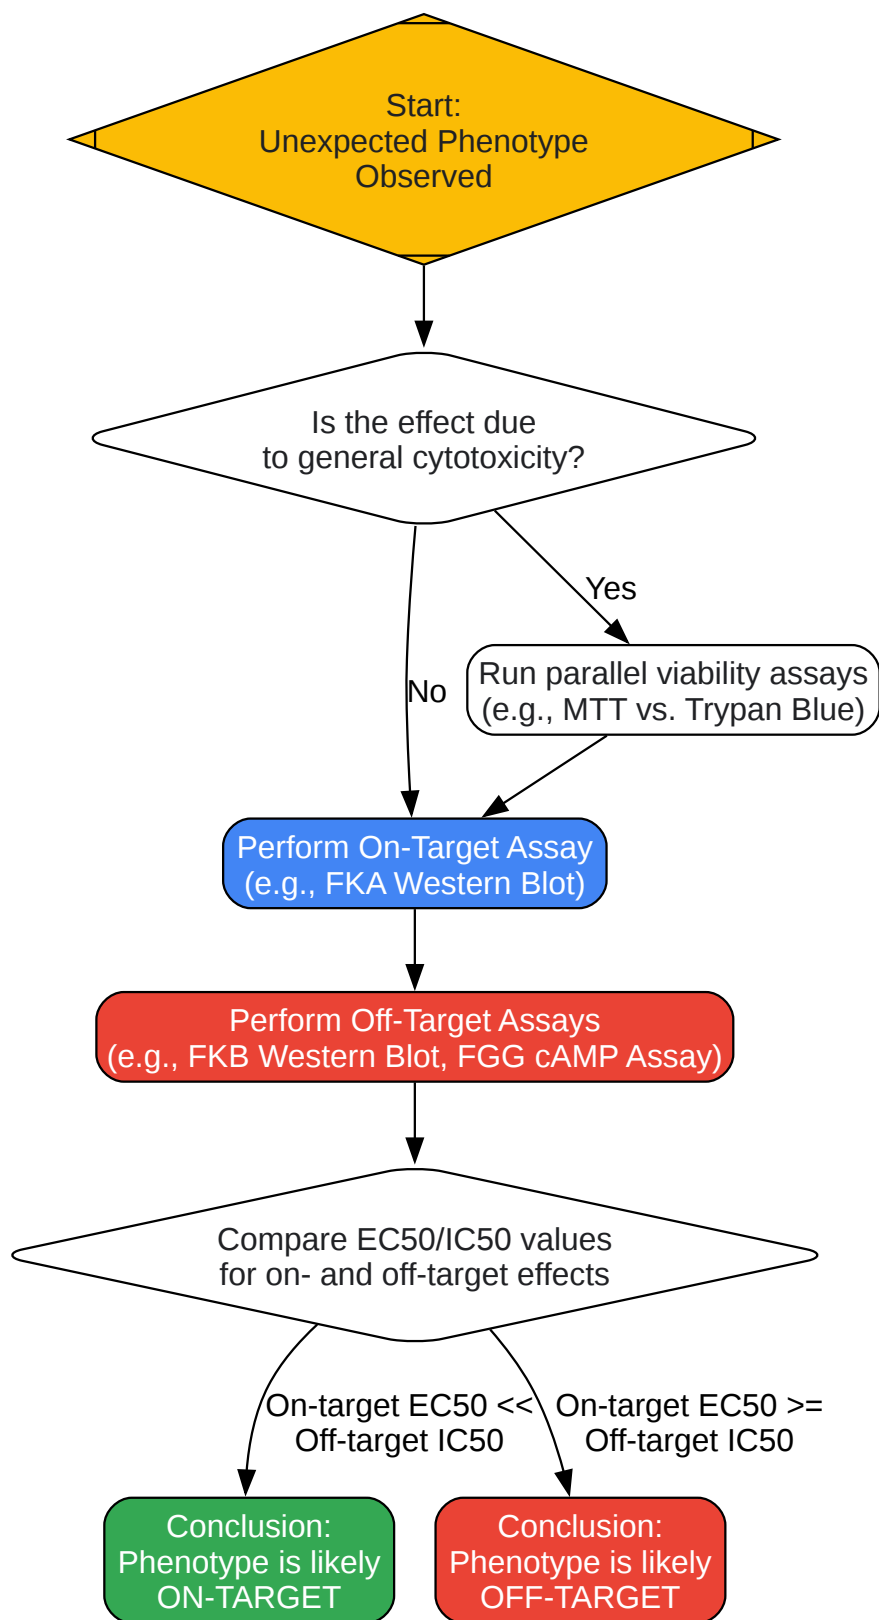 Start:
Unexpected Phenotype
Observed
Is the effect due
to general cytotoxicity?
Yes
Run parallel viability assays
(e.g., MTT vs. Trypan Blue)
No
Perform On-Target Assay
(e.g., FKA Western Blot)
Perform Off-Target Assays
(e.g., FKB Western Blot, FGG cAMP Assay)
Compare EC50/IC50 values
for on- and off-target effects
On-target EC50 <<
Off-target IC50
On-target EC50 >=
Off-target IC50
Conclusion:
Phenotype is likely
ON-TARGET
Conclusion:
Phenotype is likely
OFF-TARGET